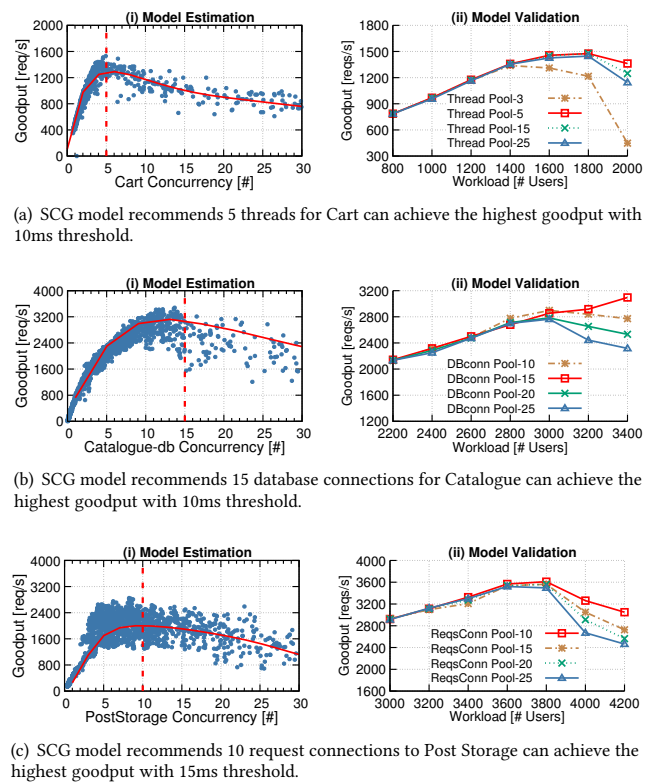 (i) Model Estimation
Goodput [req/s]
2000
1600
1200
800
400
0
0 5 10 15 20 25 30
Cart Concurrency [#]
(ii) Model Validation
Goodput [reqs/s]
1800
1500
1200
900
600
300
Thread Pool-3
Thread Pool-5
Thread Pool-15
Thread Pool-25
800 1000 1200 1400 1600 1800 2000
Workload [# Users]
(a) SCG model recommends 5 threads for Cart can achieve the highest goodput with
10ms threshold.
(i) Model Estimation
Goodput [req/s]
4000
3200
2400
1600
800
0
0 5 10 15 20 25 30
Catalogue-db Concurrency [#]
(ii) Model Validation
Goodput [reqs/s]
3200
2800
2400
2000
1600
1200
DBconn Pool-10
DBconn Pool-15
DBconn Pool-20
DBconn Pool-25
2200 2400 2600 2800 3000 3200 3400
Workload [# Users]
(b) SCG model recommends 15 database connections for Catalogue can achieve the
highest goodput with 10ms threshold.
(i) Model Estimation
Goodput [req/s]
4000
3200
2400
1600
800
0
0 5 10 15 20 25 30
PostStorage Concurrency [#]
(ii) Model Validation
Goodput [reqs/s]
4000
3600
3200
2800
2400
2000
1600
ReqsConn Pool-10
ReqsConn Pool-15
ReqsConn Pool-20
ReqsConn Pool-25
3000 3200 3400 3600 3800 4000 4200
Workload [# Users]
(c) SCG model recommends 10 request connections to Post Storage can achieve the
highest goodput with 15ms threshold.